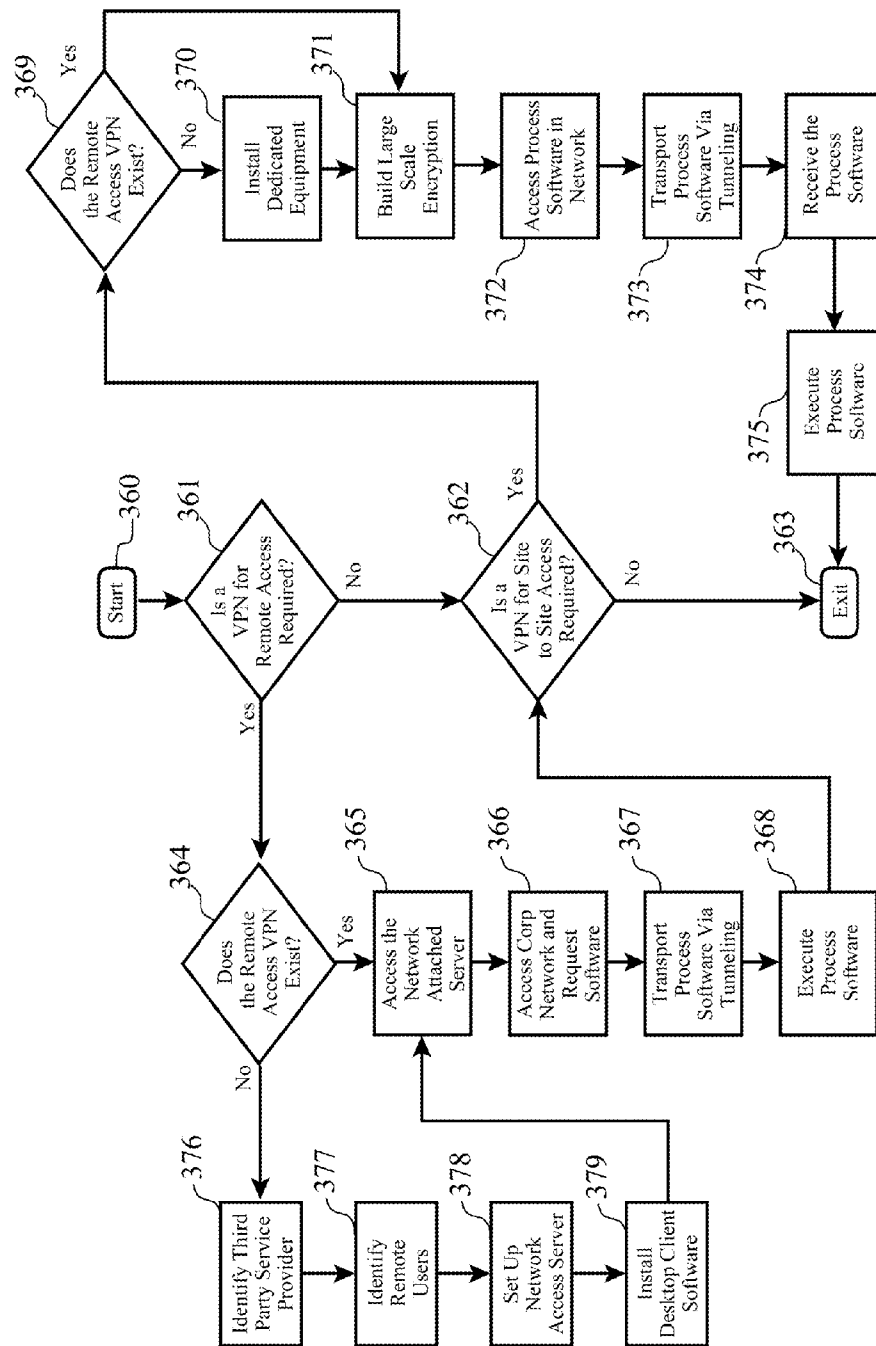 Start
360
Is a
VPN for
Remote Access
Required?
361
Yes
No
Is a
VPN for Site
to Site Access
Required?
362
Yes
No
Exit
363
Does
the Remote
Access VPN
Exist?
364
No
Yes
Access the
Network
Attached
Server
365
Access Corp
Network and
Request
Software
366
Transport
Process
Software Via
Tunneling
367
Execute
Process
Software
368
Identify Third
Party Service
Provider
376
Identify
Remote
Users
377
Set Up
Network
Access Server
378
Install
Desktop Client
Software
379
Does
the Remote
Access VPN
Exist?
369
Yes
No
Install
Dedicated
Equipment
370
Build Large
Scale
Encryption
371
Access Process
Software in
Network
372
Transport
Process
Software Via
Tunneling
373
Receive the
Process
Software
374
Execute
Process
Softwarc
375